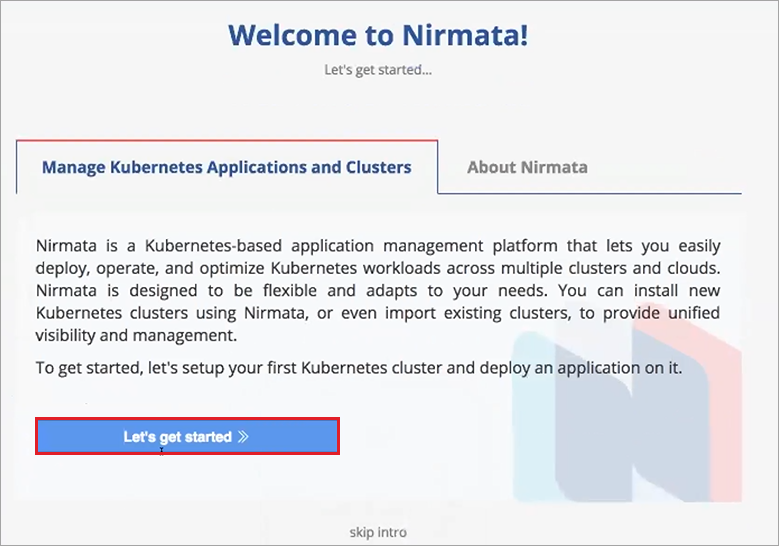 Welcome to Nirmata!
Let's get started...
Manage Kubernetes Applications and Clusters
About Nirmata
Nirmata is a Kubernetes-based application management platform that lets you easily
deploy, operate, and optimize Kubernetes workloads across multiple clusters and clouds.
Nirmata is designed to be flexible and adapts to your needs. You can install new
Kubernetes clusters using Nirmata, or even import existing clusters, to provide unified
visibility and management.
To get started, let's setup your first Kubernetes cluster and deploy an application on it.
Let's get started
skip intro